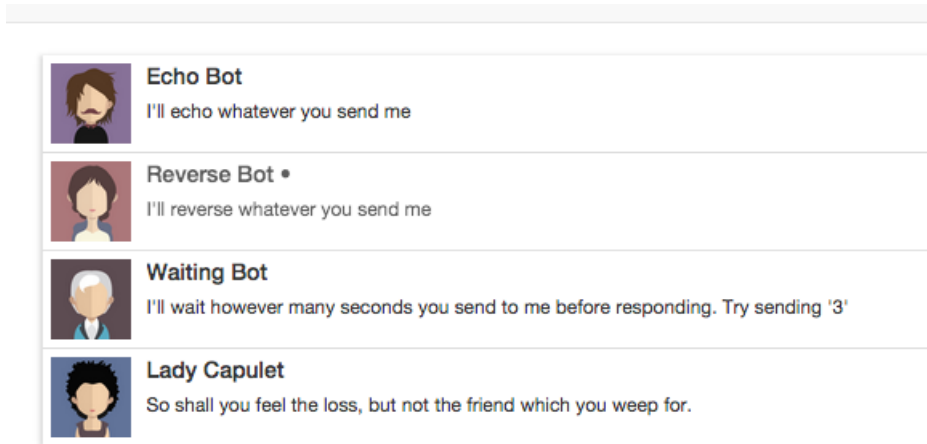 Echo Bot
I'll echo whatever you send me
Reverse Bot •
I'll reverse whatever you send me
Waiting Bot
I'll wait however many seconds you send to me before responding. Try sending '3'
Lady Capulet
So shall you feel the loss, but not the friend which you weep for.